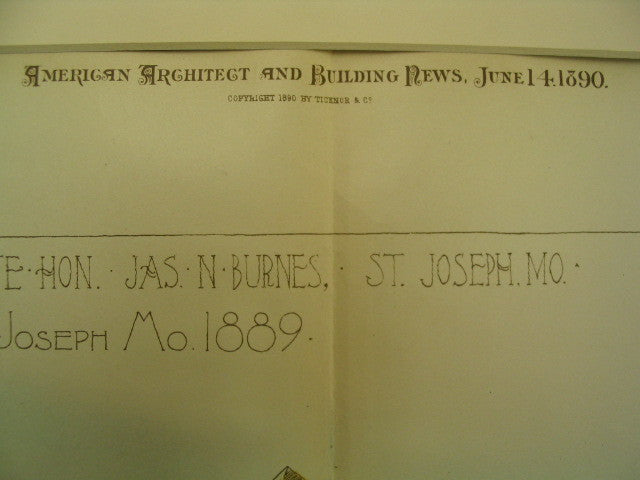 AMERICAN ARCHITECT AND BUILDING NEWS, JUNE 14, 1890.
COPYRIGHT 1890 BY TICKNOR & CO
TE · HON. · JAS. · N · BURNES, · ST. JOSEPH. MO. ·
JOSEPH MO. 1889 ·